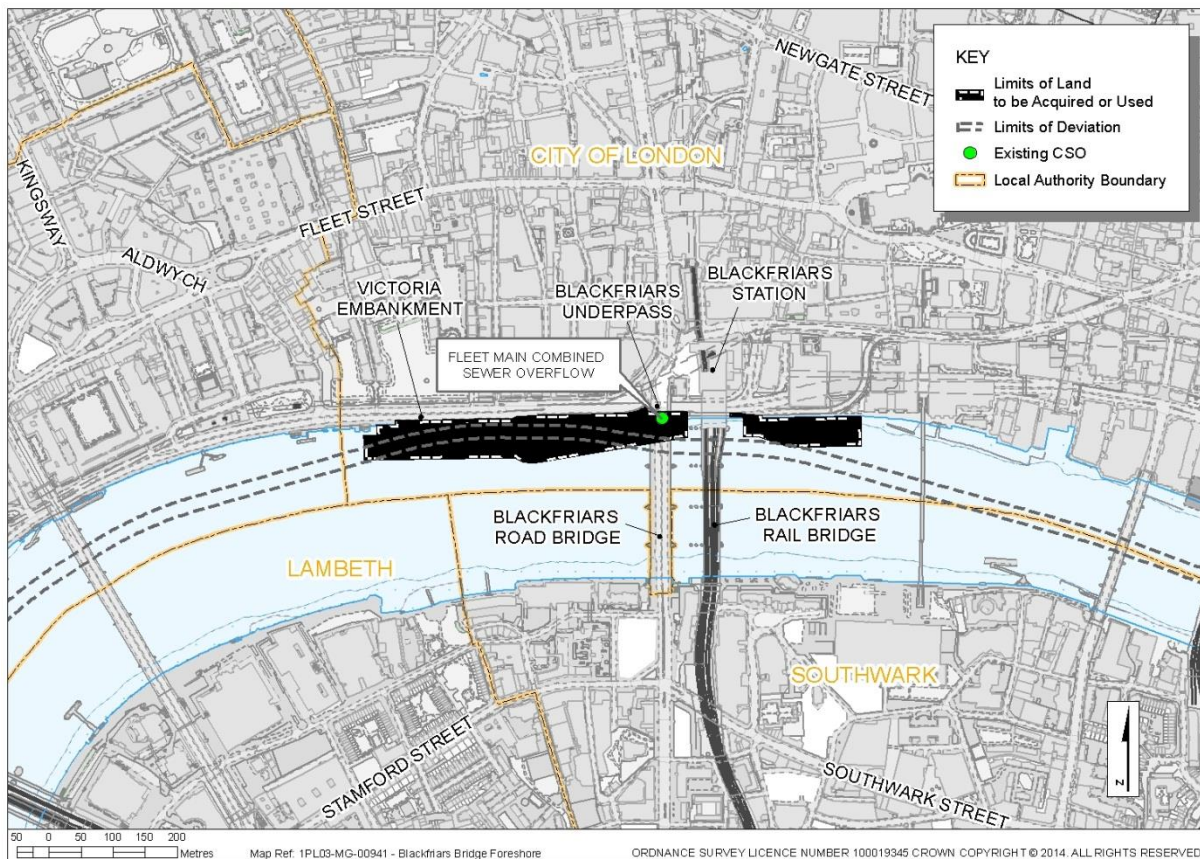 NEWGATE STREET
KEY
Limits of Land
to be Acquired or Used
Limits of Deviation
Existing CSO
Local Authority Boundary
CITY OF LONDON
KINGSWAY
FLEET STREET
ALDWYCH
VICTORIA
EMBANKMENT
BLACKFRIARS
UNDERPASS
BLACKFRIARS
STATION
FLEET MAIN COMBINED
SEWER OVERFLOW
BLACKFRIARS
ROAD BRIDGE
BLACKFRIARS
RAIL BRIDGE
LAMBETH
SOUTHWARK
STAMFORD STREET
SOUTHWARK STREET
Z
50 0 50 100 150 200
Metres
Map Ref: 1PL03-MG-00941 - Blackfriars Bridge Foreshore
ORDNANCE SURVEY LICENCE NUMBER 100019345 CROWN COPYRIGHT © 2014. ALL RIGHTS RESERVED